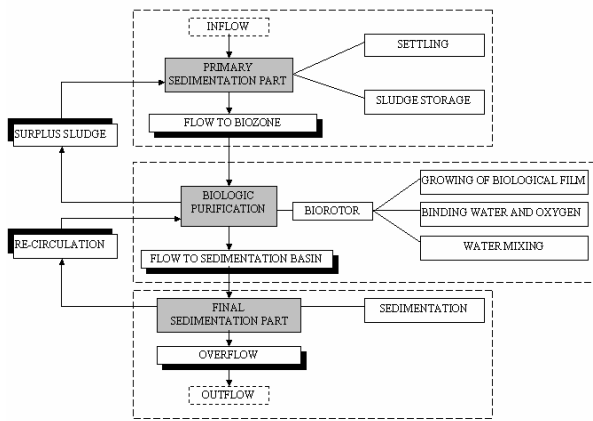 INFLOW
PRIMARY
SEDIMENTATION PART
SETTLING
SLUDGE STORAGE
FLOW TO BIOZONE
SURPLUS SLUDGE
BIOLOGIC
PURIFICATION
BIOROTOR
GROWING OF BIOLOGICAL FILM
BINDING WATER AND OXYGEN
WATER MIXING
RE-CIRCULATION
FLOW TO SEDIMENTATION BASIN
FINAL
SEDIMENTATION PART
SEDIMENTATION
OVERFLOW
OUTFLOW